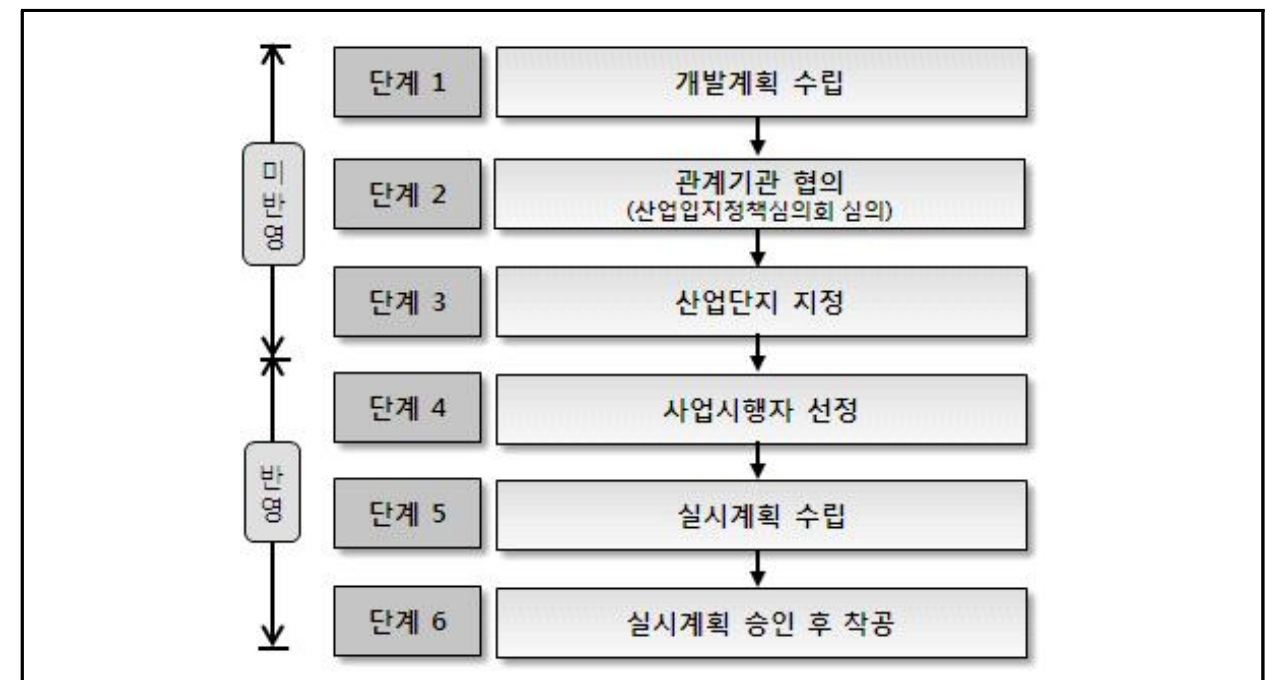 단계 1
개발계획 수립
미반영
단계 2
관계기관 협의
(산업입지정책심의회 심의)
단계 3
산업단지 지정
단계 4
사업시행자 선정
반영
단계 5
실시계획 수립
단계 6
실시계획 승인 후 착공